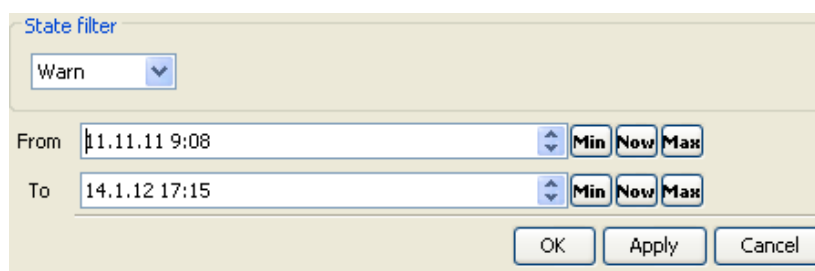 State filter
Warn
From 11.11.11 9:08 Min Now Max
To 14.1.12 17:15 Min Now Max
OK Apply Cancel